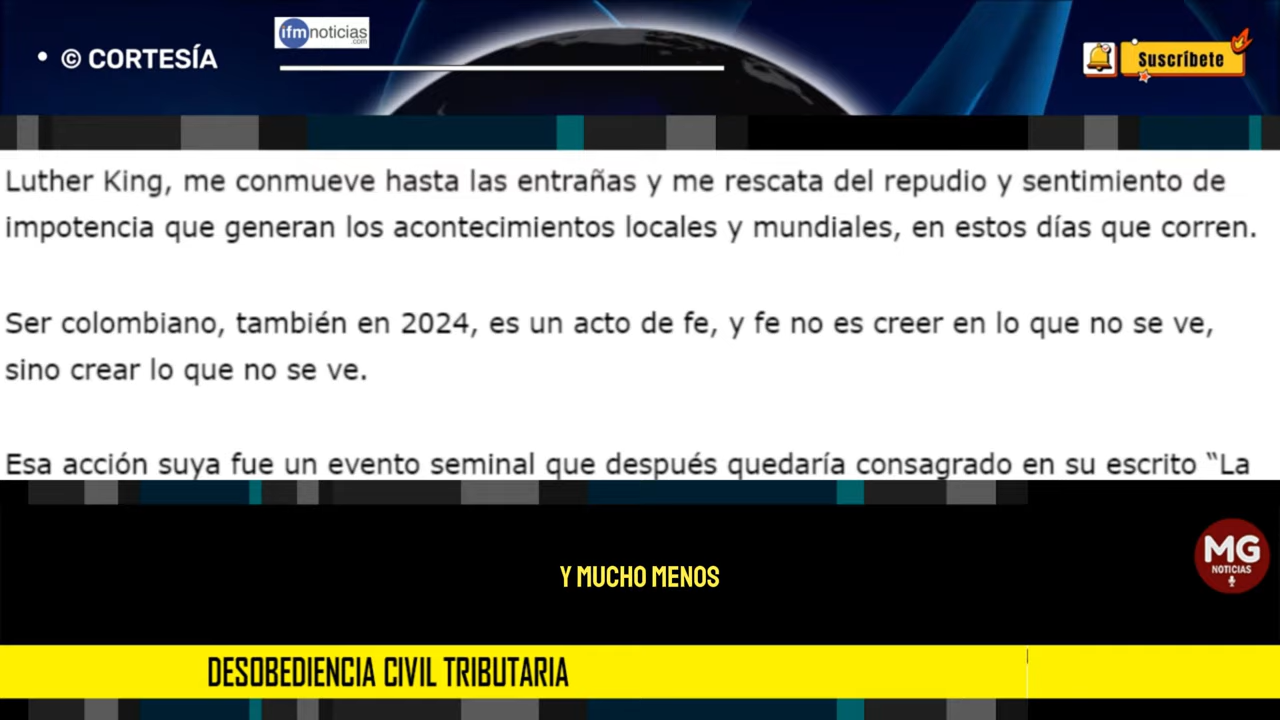 • © CORTESÍA
ifmnoticias
.com
Suscríbete
Luther King, me conmueve hasta las entrañas y me rescata del repudio y sentimiento de
impotencia que generan los acontecimientos locales y mundiales, en estos días que corren.
Ser colombiano, también en 2024, es un acto de fe, y fe no es creer en lo que no se ve,
sino crear lo que no se ve.
Esa acción suya fue un evento seminal que después quedaría consagrado en su escrito “La
MG
NOTICIAS
Y MUCHO MENOS
DESOBEDIENCIA CIVIL TRIBUTARIA